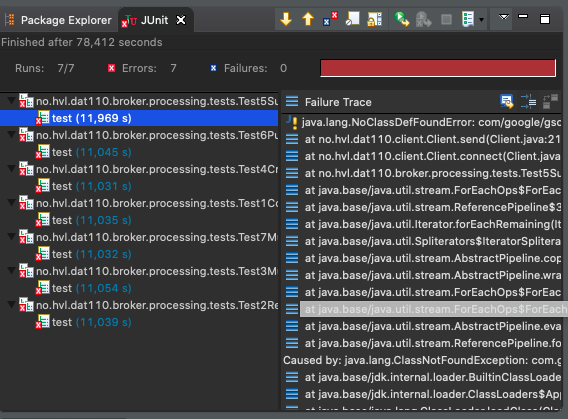 Package Explorer JUnit
Finished after 78,412 seconds
Runs: 7/7 Errors: 7 Failures: 0
no.hvl.dat110.broker.processing.tests.Test5Su
test (11,969 s)
no.hvl.dat110.broker.processing.tests.Test6Pu
test (11,045 s)
no.hvl.dat110.broker.processing.tests.Test4Cr
test (11,031 s)
no.hvl.dat110.broker.processing.tests.Test1Co
test (11,035 s)
no.hvl.dat110.broker.processing.tests.Test7Mu
test (11,032 s)
no.hvl.dat110.broker.processing.tests.Test3Mu
test (11,054 s)
no.hvl.dat110.broker.processing.tests.Test2Re
test (11,039 s)
Failure Trace
java.lang.NoClassDefFoundError: com/google/gso
at no.hvl.dat110.client.Client.send(Client.java:21
at no.hvl.dat110.client.Client.connect(Client.java
at no.hvl.dat110.broker.processing.tests.Test5Su
at java.base/java.util.stream.ForEachOps$ForEach
at java.base/java.util.stream.ReferencePipeline$3
at java.base/java.util.Iterator.forEachRemaining(It
at java.base/java.util.Spliterators$IteratorSplitera
at java.base/java.util.stream.AbstractPipeline.cop
at java.base/java.util.stream.AbstractPipeline.wra
at java.base/java.util.stream.ForEachOps$ForEach
at java.base/java.util.stream.ForEachOps$ForEach
at java.base/java.util.stream.AbstractPipeline.eva
at java.base/java.util.stream.ReferencePipeline.fo
Caused by: java.lang.ClassNotFoundException: com.g
at java.base/jdk.internal.loader.BuiltinClassLoade
at java.base/jdk.internal.loader.ClassLoaders$App